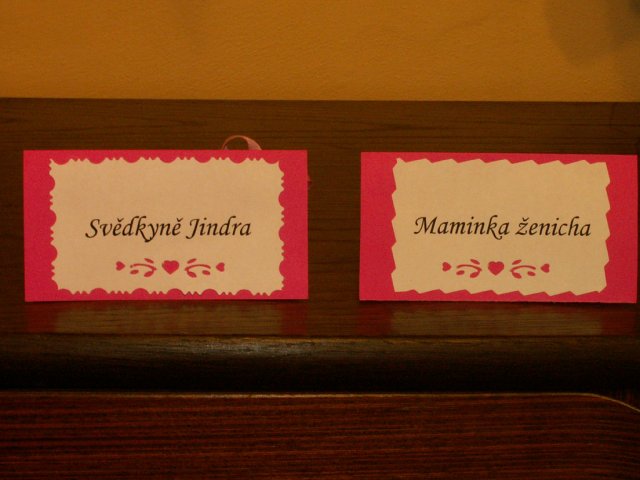 Svědkyně Jindra
Maminka ženicha